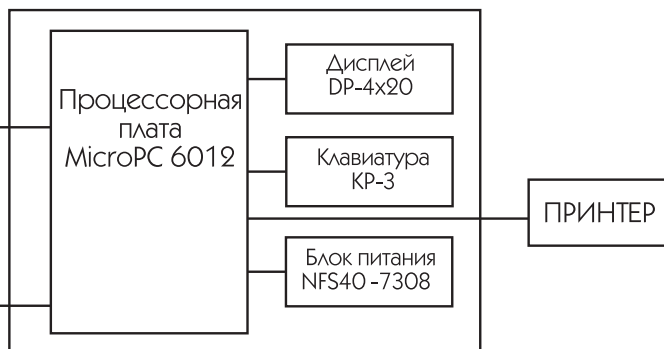 Процессорная
плата
MicroPC 6012
Дисплей
DP-4x20
Клавиатура
KP-3
Блок питания
NFS40 -7308
ПРИНТЕР